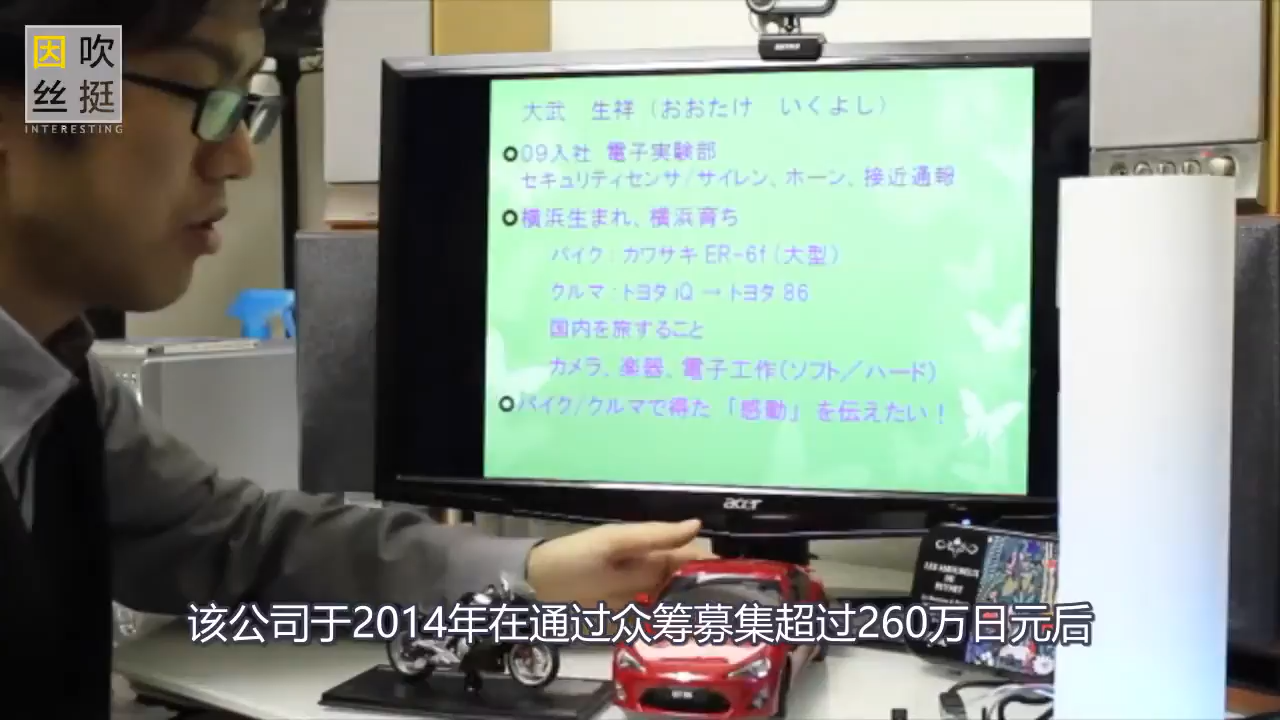 因吹
丝挺
INTERESTING
大武 生祥（おおたけ いくよし）
09入社 電子実験部
セキュリティセンサ/サイレン、ホーン、接近通報
横浜生まれ、横浜育ち
バイク：カワサキ ER-6f（大型）
クルマ：トヨタ iQ → トヨタ 86
国内を旅すること
カメラ、楽器、電子工作（ソフト／ハード）
バイク/クルマで得た 「感動」 を伝えたい！
acer
该公司于2014年在通过众筹募集超过260万日元后